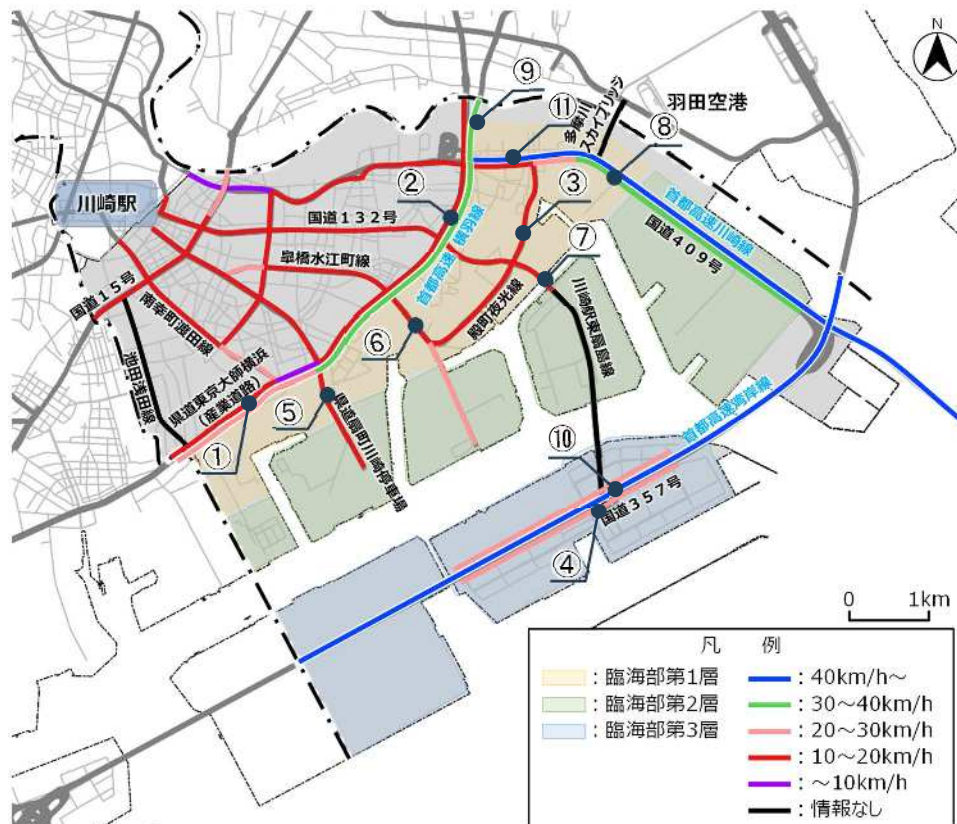 N
⑨
⑪
多摩川
スカイブリッジ
羽田空港
⑧
川崎駅
②
③
国道132号
首都高速川崎線
国道409号
首都高速 横羽線
皐橋水江町線
⑦
国道15号
南幸町渡田線
殿町夜光線
川崎駅東扇島線
⑥
池田浅田線
県道東京大師横浜
(産業道路)
⑤
県道扇町川崎停車場
首都高速湾岸線
①
⑩
国道357号
④
0 1km
凡 例
:臨海部第1層
:臨海部第2層
:臨海部第3層
:40km/h~
:30~40km/h
:20~30km/h
:10~20km/h
:~10km/h
:情報なし